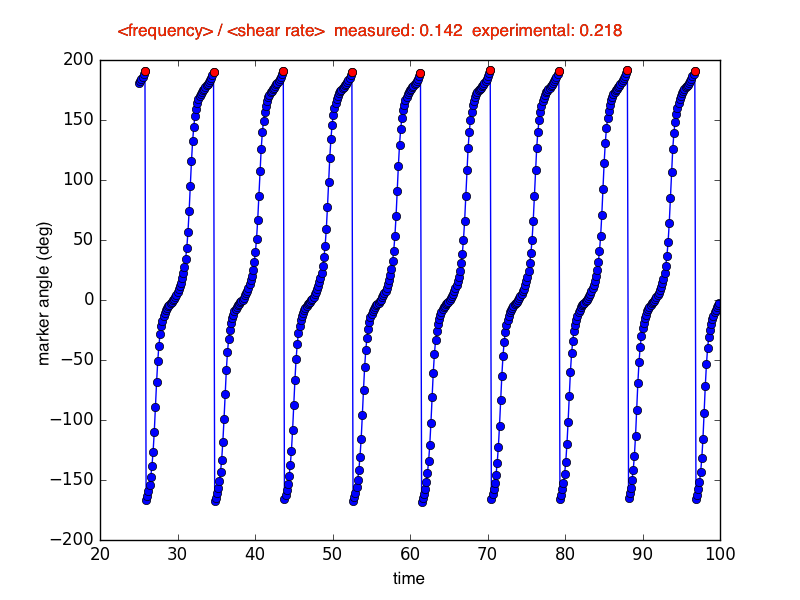 <frequency> / <shear rate>  measured: 0.142  experimental: 0.218
200
150
100
50
0
−50
−100
−150
−200
marker angle (deg)
20 30 40 50 60 70 80 90 100
time